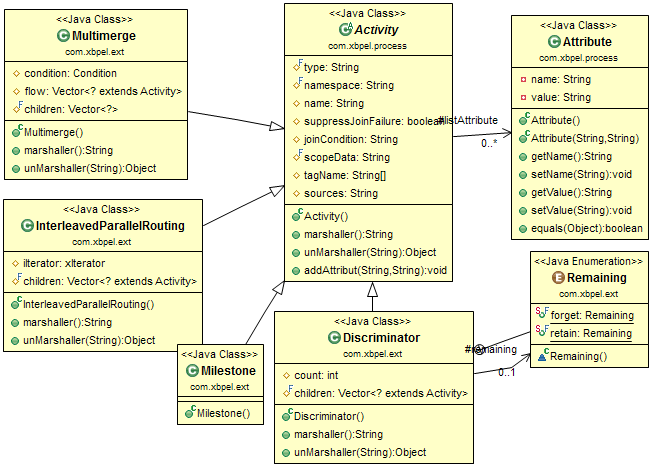 <<Java Class>>
Multimerge
com.xbpel.ext
condition: Condition
flow: Vector<? extends Activity>
children: Vector<?>
Multimerge()
marshaller():String
unMarshaller(String):Object
<<Java Class>>
Activity
com.xbpel.process
type: String
namespace: String
name: String
suppressJoinFailure: boolean
joinCondition: String
scopeData: String
tagName: String[]
sources: String
Activity()
marshaller():String
unMarshaller(String):Object
addAttribut(String,String):void
#listAttribute
0..*
<<Java Class>>
Attribute
com.xbpel.process
name: String
value: String
Attribute()
Attribute(String,String)
getName():String
setName(String):void
getValue():String
setValue(String):void
equals(Object):boolean
<<Java Class>>
InterleavedParallelRouting
com.xbpel.ext
iIterator: xIterator
children: Vector<? extends Activity>
InterleavedParallelRouting()
marshaller():String
unMarshaller(String):Object
<<Java Class>>
Milestone
com.xbpel.ext
Milestone()
<<Java Class>>
Discriminator
com.xbpel.ext
count: int
children: Vector<? extends Activity>
Discriminator()
marshaller():String
unMarshaller(String):Object
#remaining
0..1
<<Java Enumeration>>
Remaining
com.xbpel.ext
forget: Remaining
retain: Remaining
Remaining()